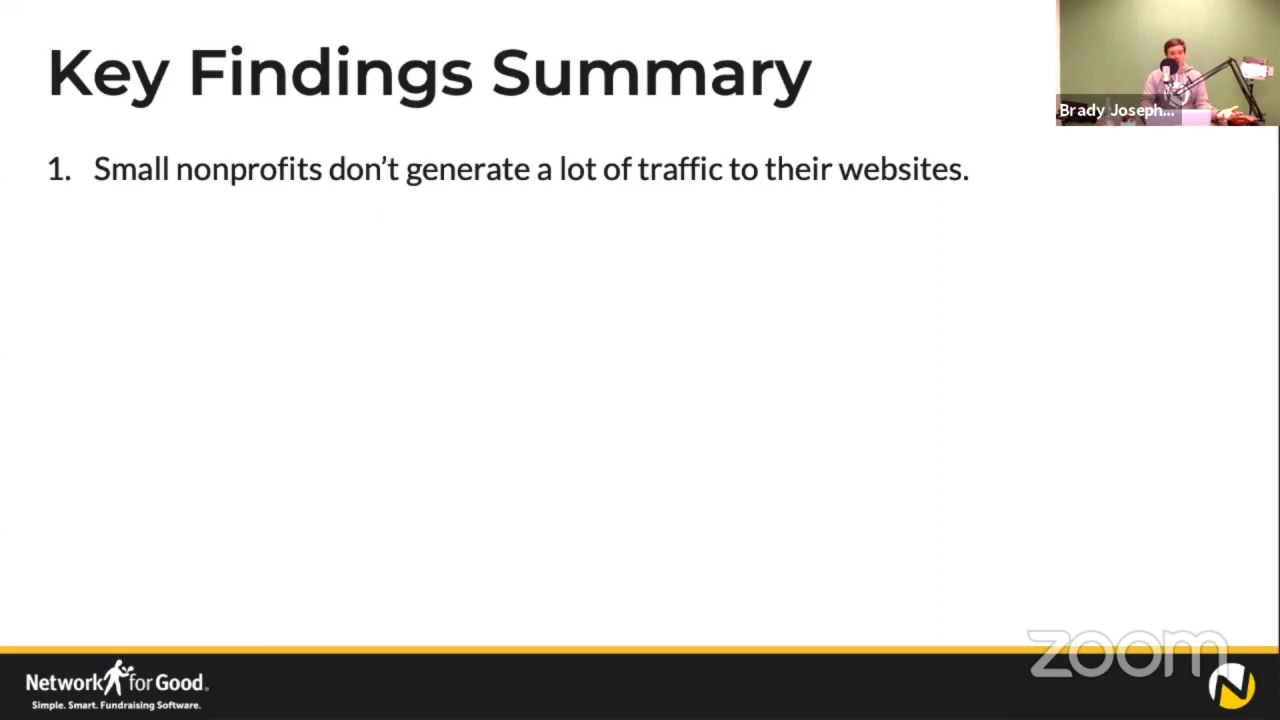 Key Findings Summary
Brady Joseph...
1. Small nonprofits don’t generate a lot of traffic to their websites.
zoom
Network for Good.
Simple. Smart. Fundraising Software.
N